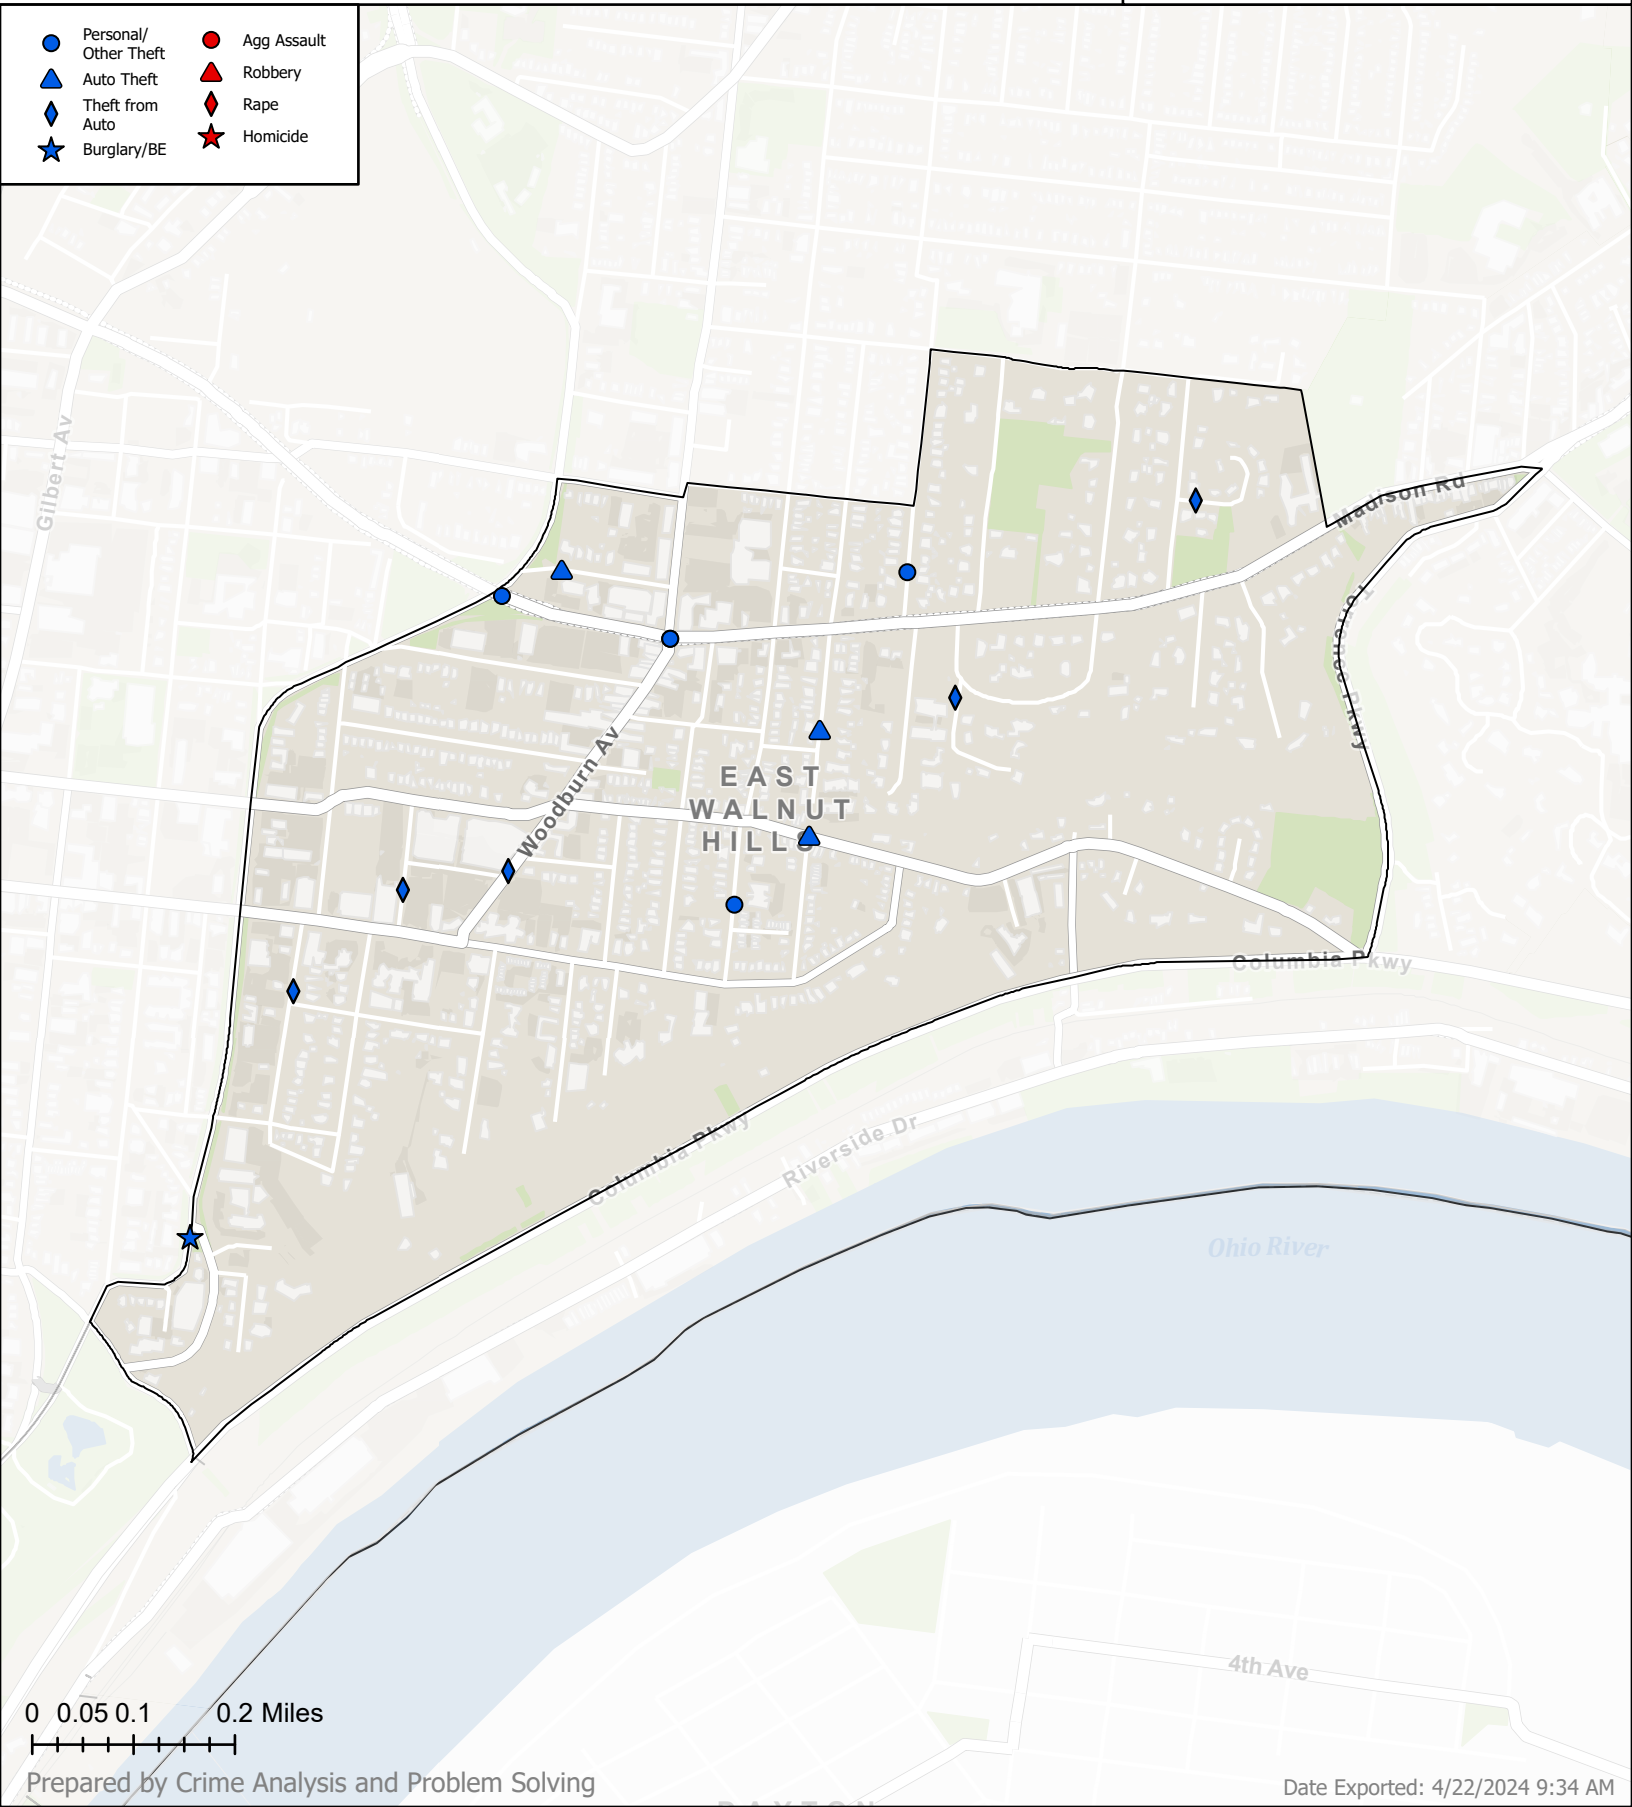 Personal/
Other Theft
Auto Theft
Theft from
Auto
Burglary/BE
Agg Assault
Robbery
Rape
Homicide
Gilbert Av
Madison Rd
Torrence Pkwy
Woodburn Av
EAST
WALNUT
HILLS
Columbia Pkwy
Columbia Pkwy
Riverside Dr
Ohio River
4th Ave
0 0.05 0.1 0.2 Miles
Prepared by Crime Analysis and Problem Solving
Date Exported: 4/22/2024 9:34 AM
DAYTON